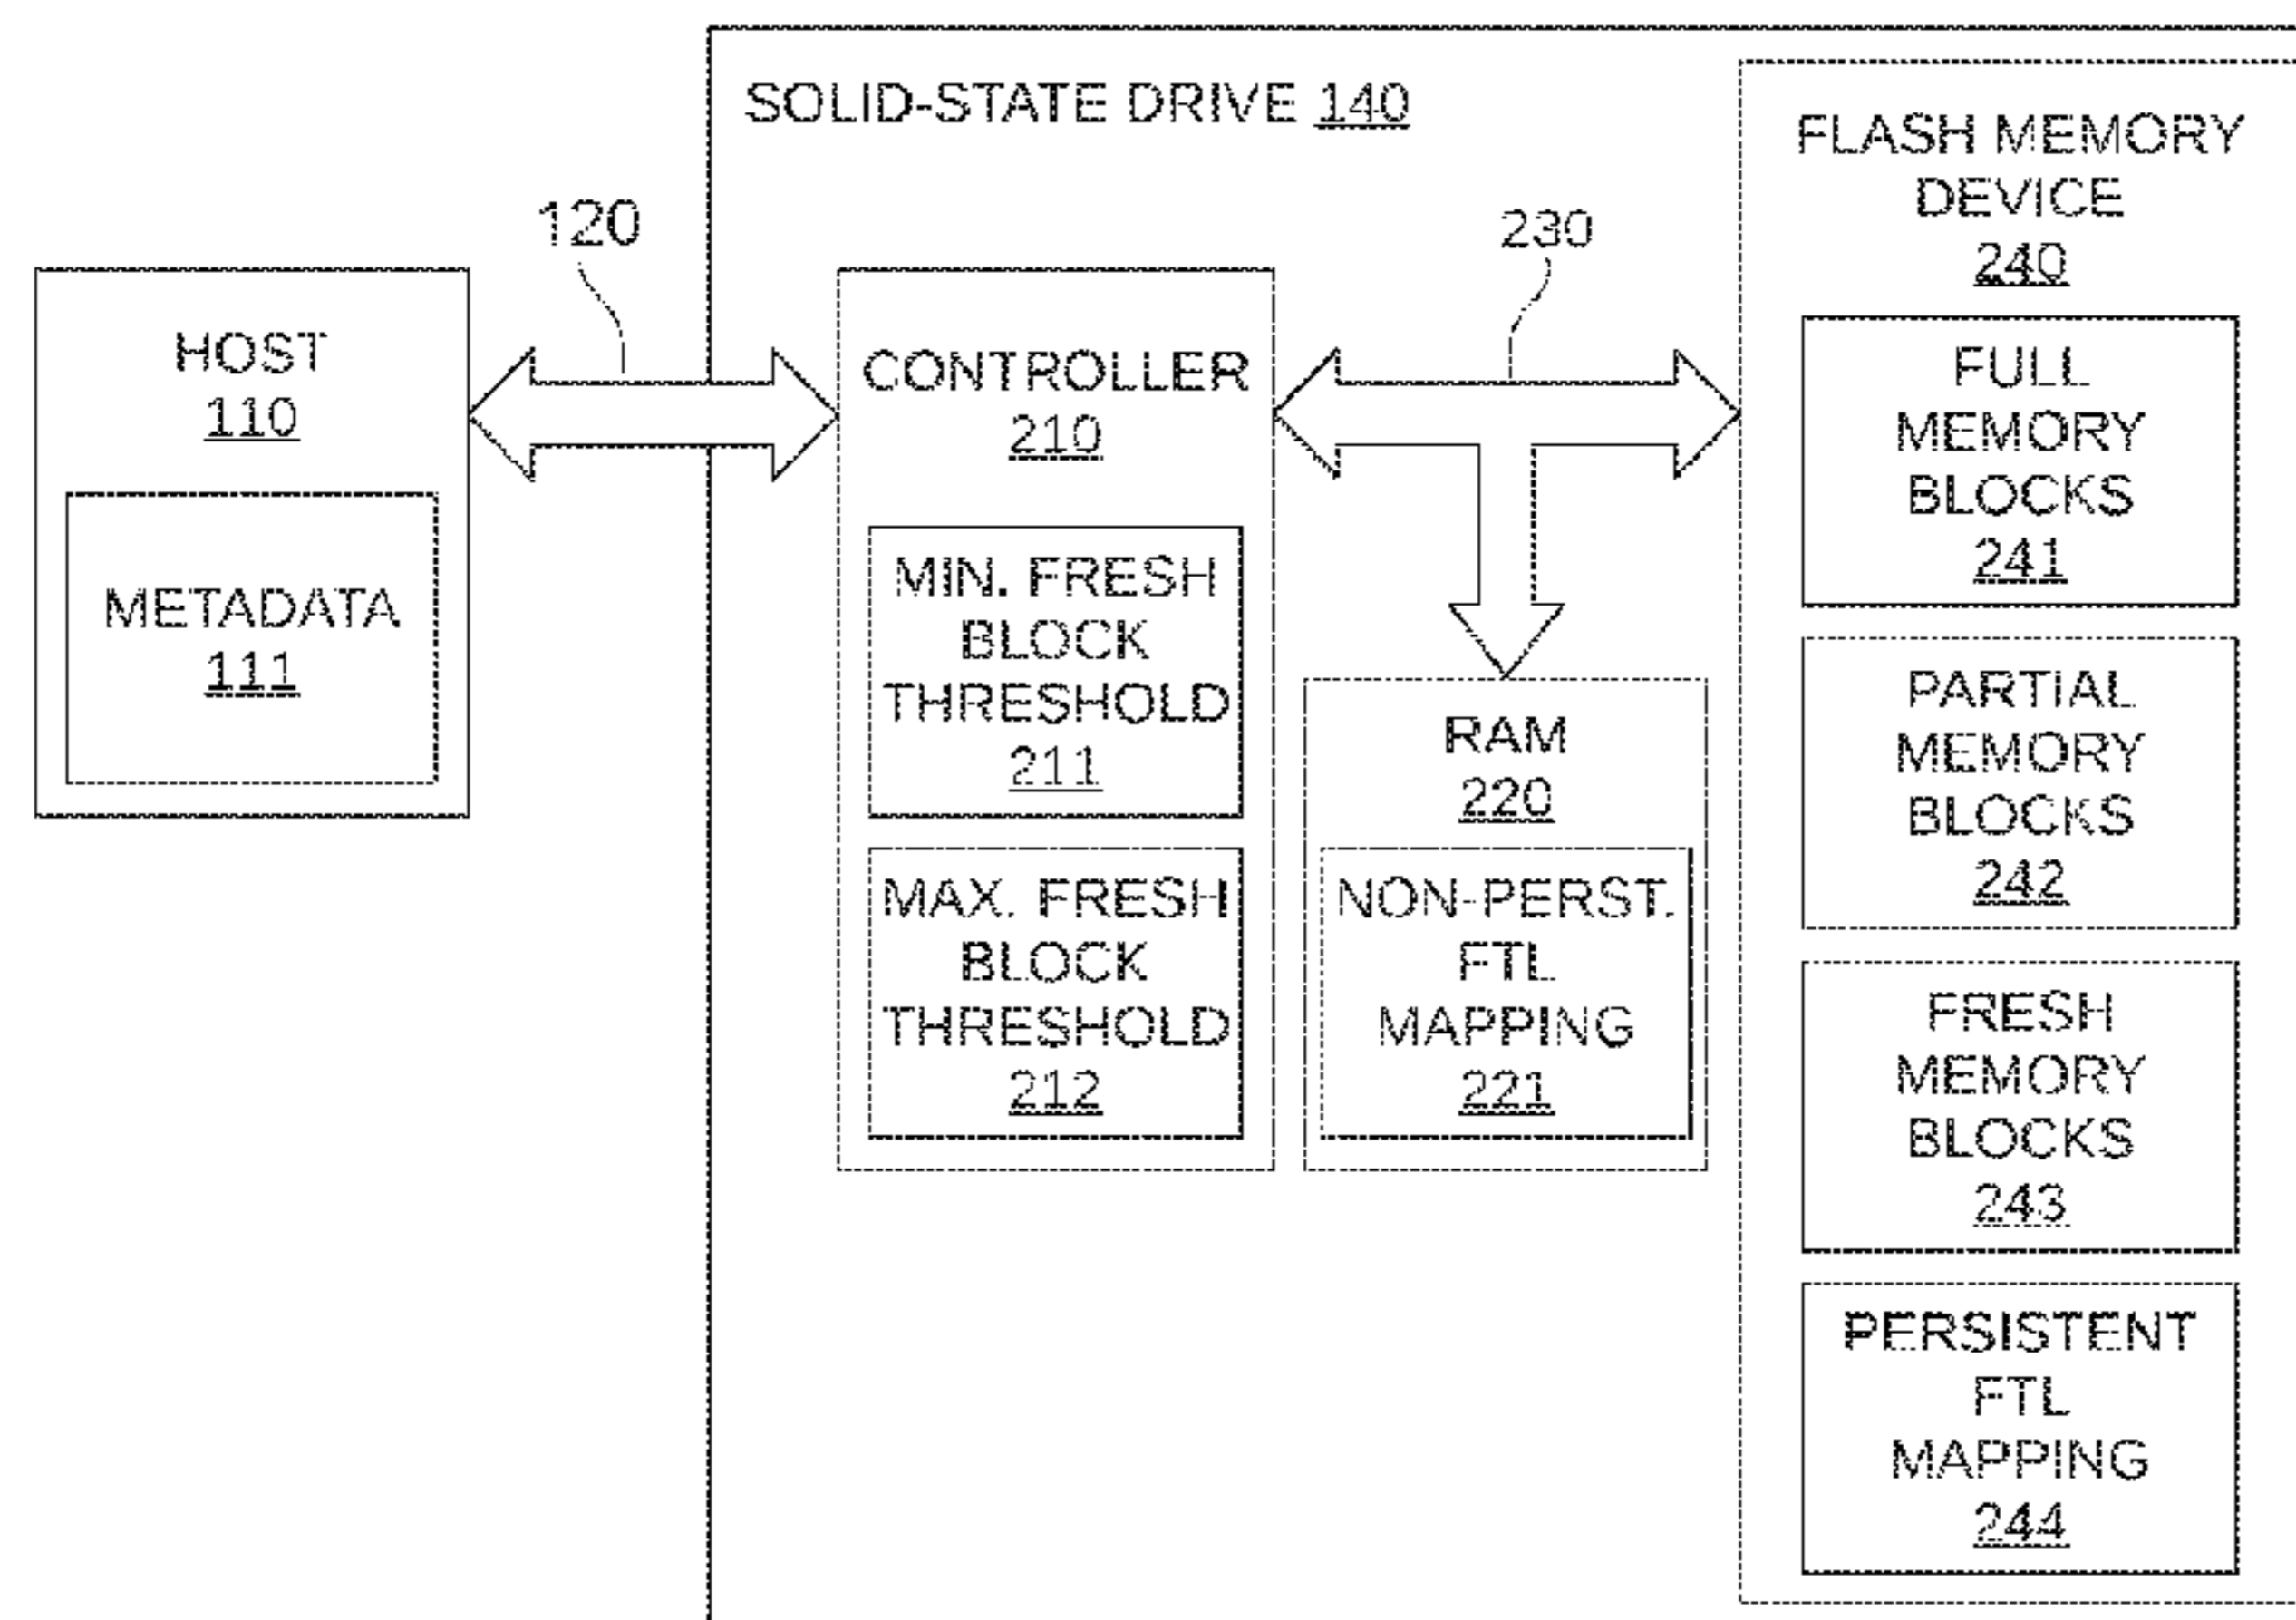 SOLID-STATE DRIVE 140
120
230
HOST
110
METADATA
111
CONTROLLER
210
MIN. FRESH
BLOCK
THRESHOLD
211
MAX. FRESH
BLOCK
THRESHOLD
212
RAM
220
NON-PERST.
FTL
MAPPING
221
FLASH MEMORY
DEVICE
240
FULL
MEMORY
BLOCKS
241
PARTIAL
MEMORY
BLOCKS
242
FRESH
MEMORY
BLOCKS
243
PERSISTENT
FTL
MAPPING
244